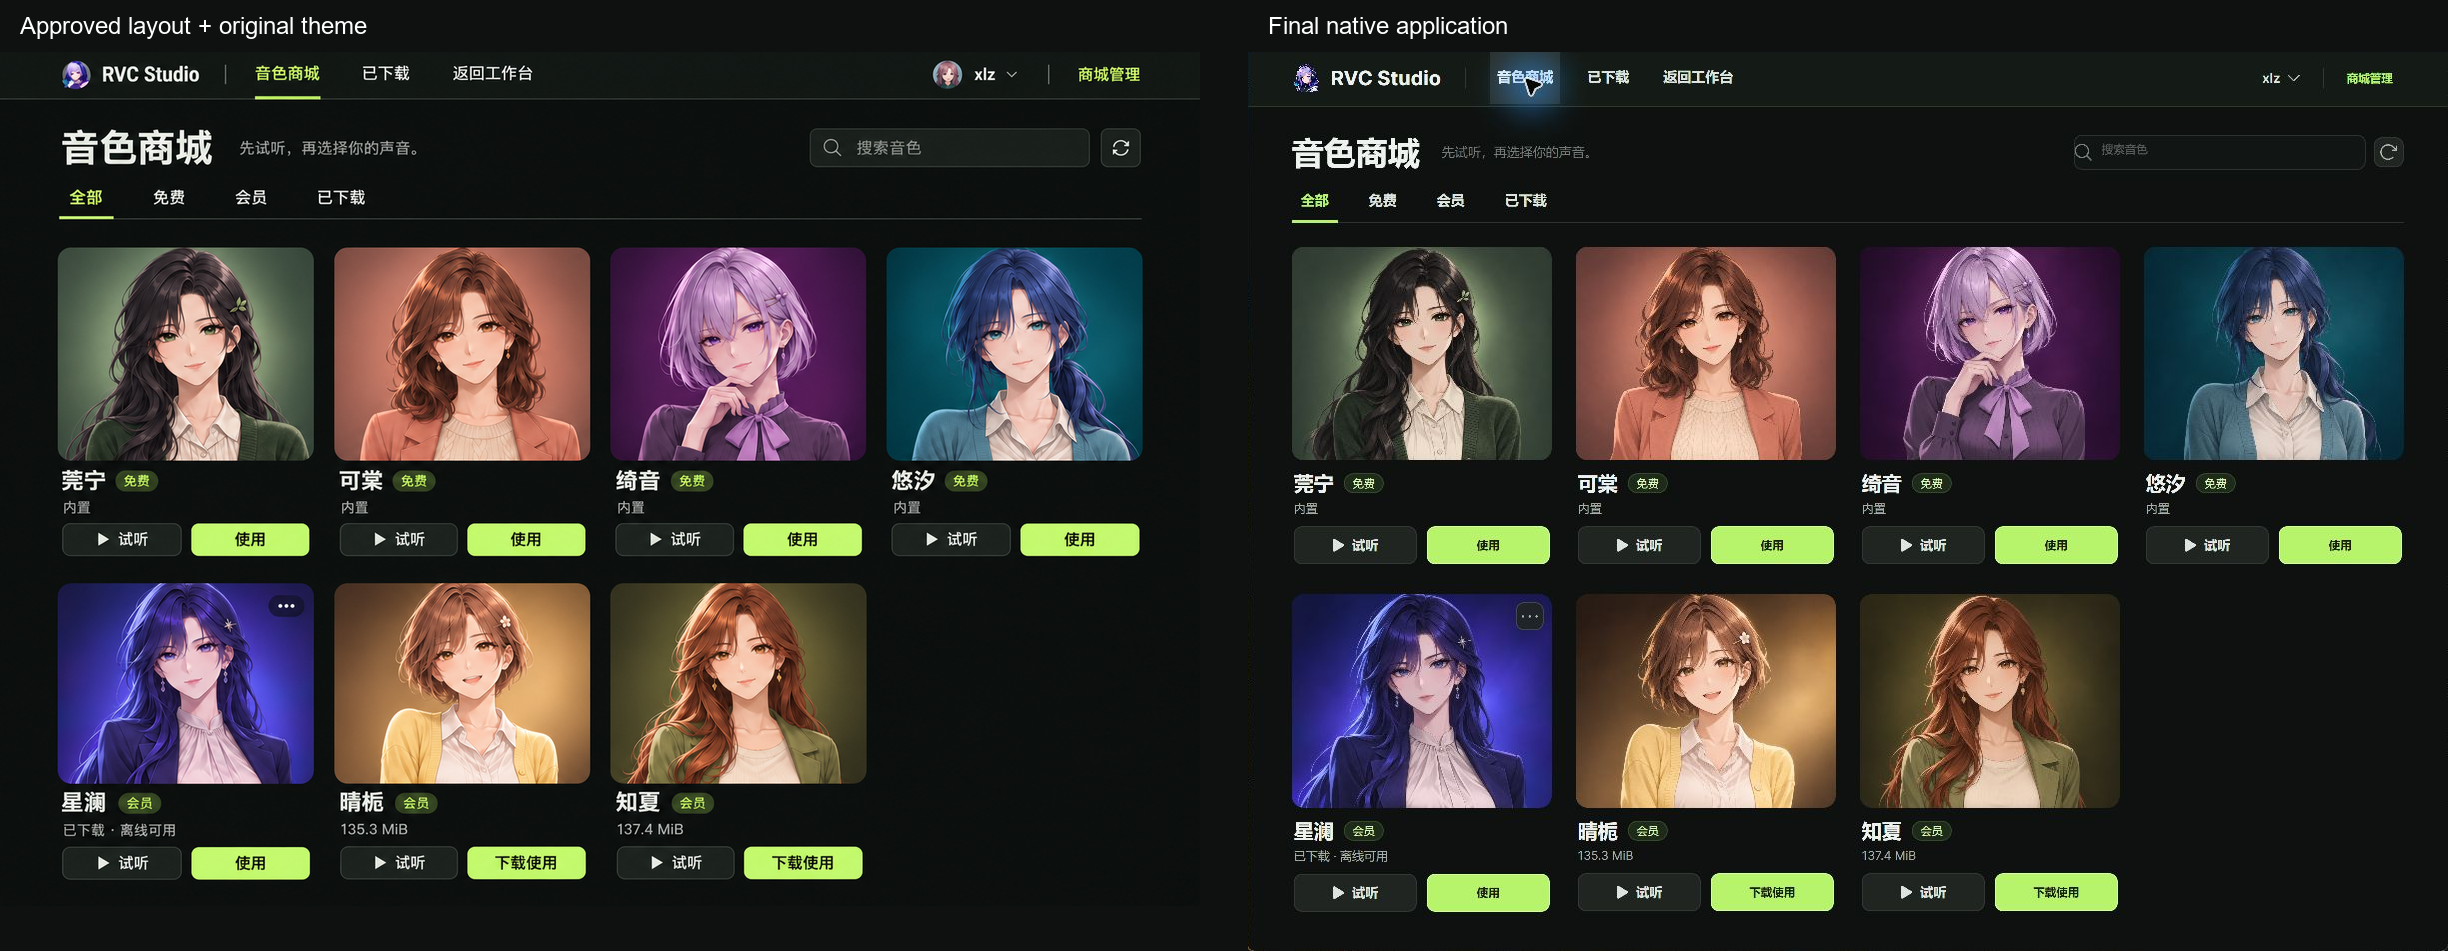 Approved layout + original theme
RVC Studio 音色商城 已下载 返回工作台 xlz 商城管理
音色商城 先试听，再选择你的声音。 搜索音色
全部 免费 会员 已下载
莞宁 免费 可棠 免费 绮音 免费 悠汐 免费
内置 内置 内置 内置
试听 使用 试听 使用 试听 使用 试听 使用
星澜 会员 晴栀 会员 知夏 会员
已下载 · 离线可用 135.3 MiB 137.4 MiB
试听 使用 试听 下载使用 试听 下载使用
Final native application
RVC Studio 音色商城 已下载 返回工作台 xlz 商城管理
音色商城 先试听，再选择你的声音。 搜索音色
全部 免费 会员 已下载
莞宁 免费 可棠 免费 绮音 免费 悠汐 免费
内置 内置 内置 内置
试听 使用 试听 使用 试听 使用 试听 使用
星澜 会员 晴栀 会员 知夏 会员
已下载 · 离线可用 135.3 MiB 137.4 MiB
试听 使用 试听 下载使用 试听 下载使用